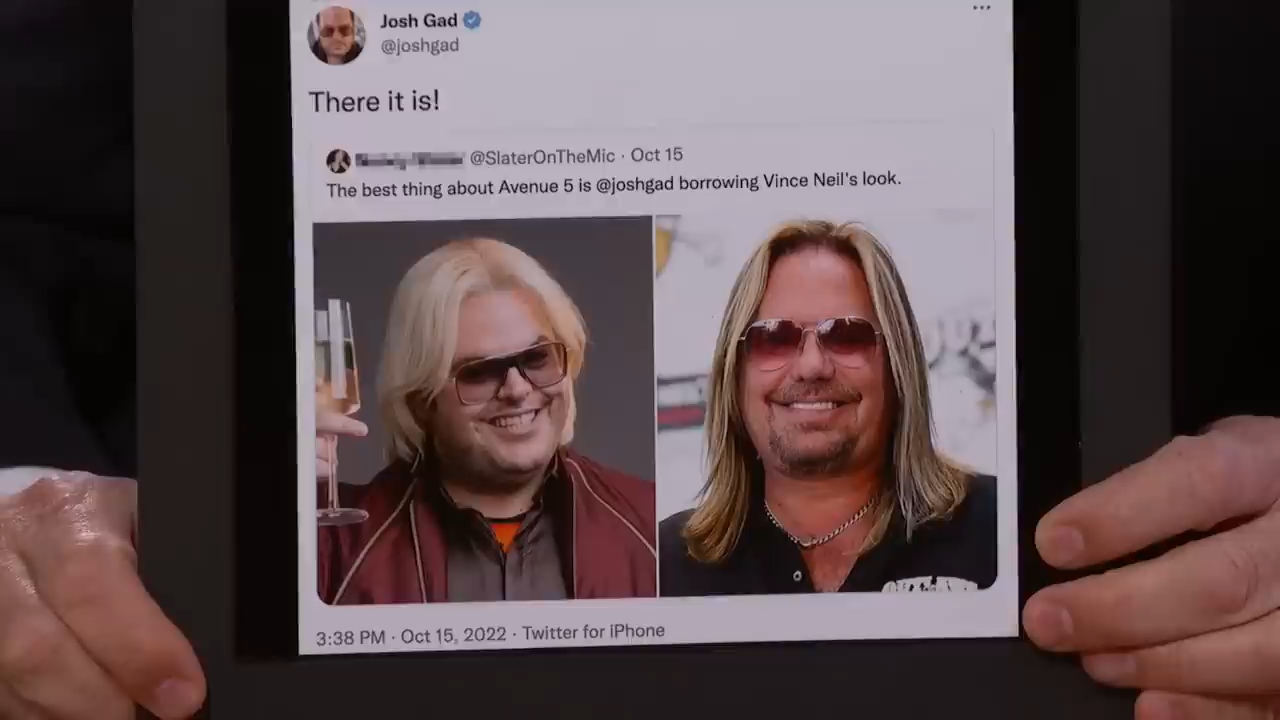 Josh Gad
@joshgad
There it is!
@SlaterOnTheMic · Oct 15
The best thing about Avenue 5 is @joshgad borrowing Vince Neil's look.
3:38 PM · Oct 15, 2022 · Twitter for iPhone